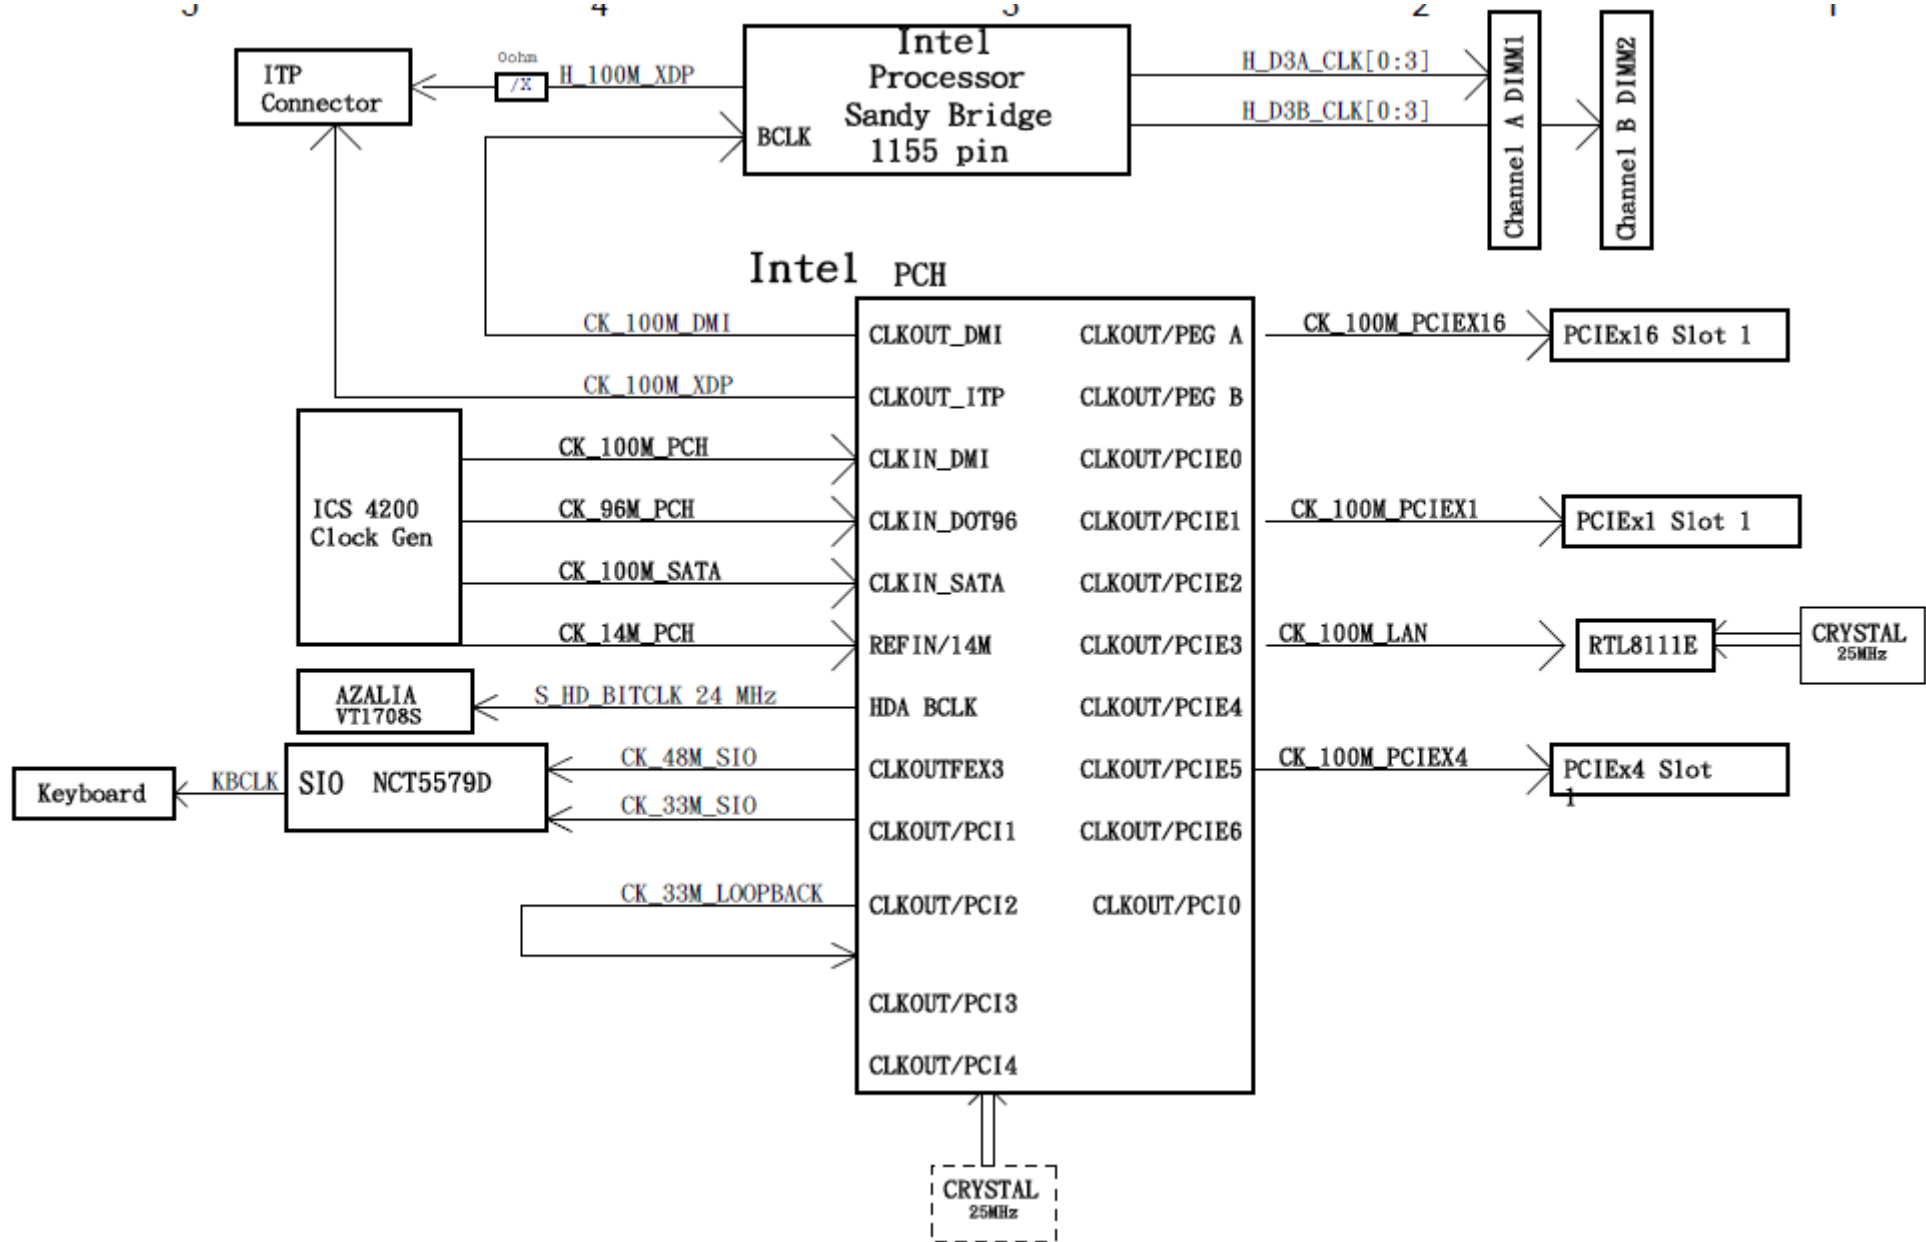 4
3
2
1
Intel
Processor
Sandy Bridge
1155 pin
BCLK
ITP
Connector
0ohm
/X
H_100M_XDP
H_D3A_CLK[0:3]
H_D3B_CLK[0:3]
Channel A DIMM1
Channel B DIMM2
Intel PCH
CK_100M_DMI
CLKOUT_DMI
CLKOUT/PEG A
CK_100M_PCIEX16
PCIEx16 Slot 1
CK_100M_XDP
CLKOUT_ITP
CLKOUT/PEG B
ICS 4200
Clock Gen
CK_100M_PCH
CLKIN_DMI
CLKOUT/PCIE0
CK_96M_PCH
CLKIN_DOT96
CLKOUT/PCIE1
CK_100M_PCIEX1
PCIEx1 Slot 1
CK_100M_SATA
CLKIN_SATA
CLKOUT/PCIE2
CK_14M_PCH
REFIN/14M
CLKOUT/PCIE3
CK_100M_LAN
RTL8111E
CRYSTAL
25MHz
AZALIA
VT1708S
S_HD_BITCLK 24 MHz
HDA BCLK
CLKOUT/PCIE4
Keyboard
KBCLK
SIO NCT5579D
CK_48M_SIO
CLKOUTFEX3
CLKOUT/PCIE5
CK_100M_PCIEX4
PCIEx4 Slot
1
CK_33M_SIO
CLKOUT/PCI1
CLKOUT/PCIE6
CK_33M_LOOPBACK
CLKOUT/PCI2
CLKOUT/PCI0
CLKOUT/PCI3
CLKOUT/PCI4
CRYSTAL
25MHz